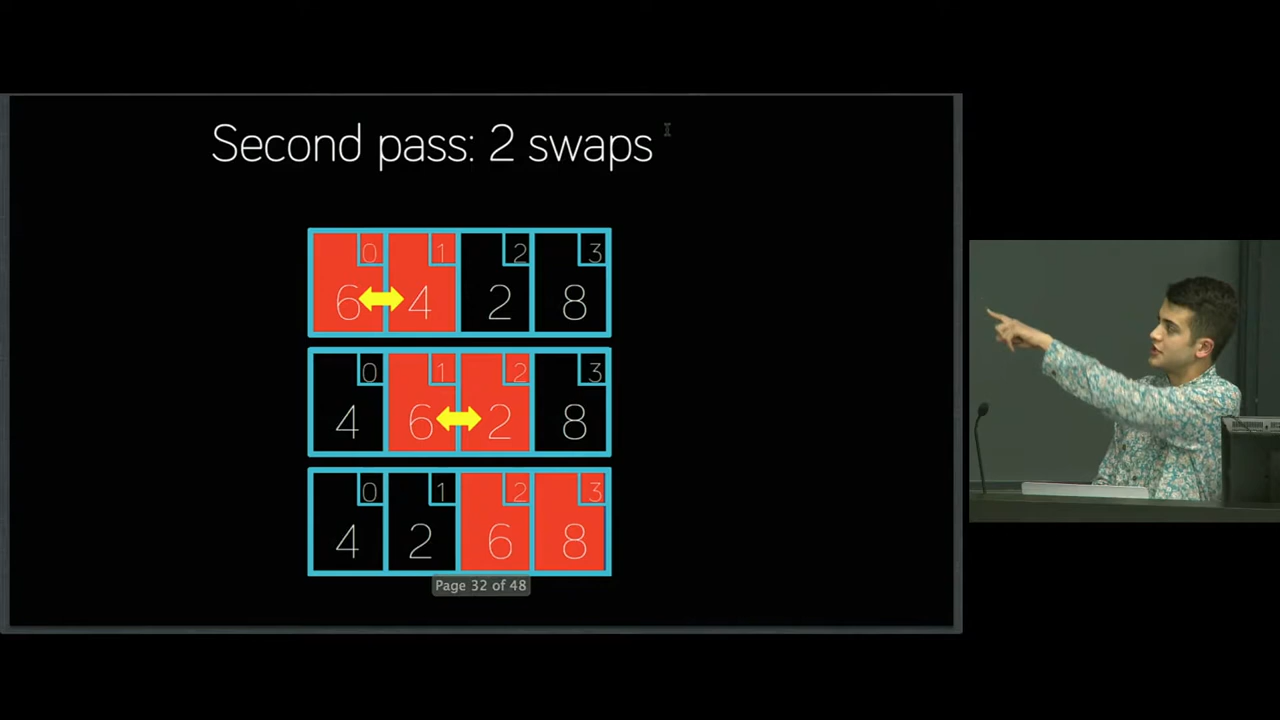 Second pass: 2 swaps
0 1 2 3
6 4 2 8
0 1 2 3
4 6 2 8
0 1 2 3
4 2 6 8
Page 32 of 48